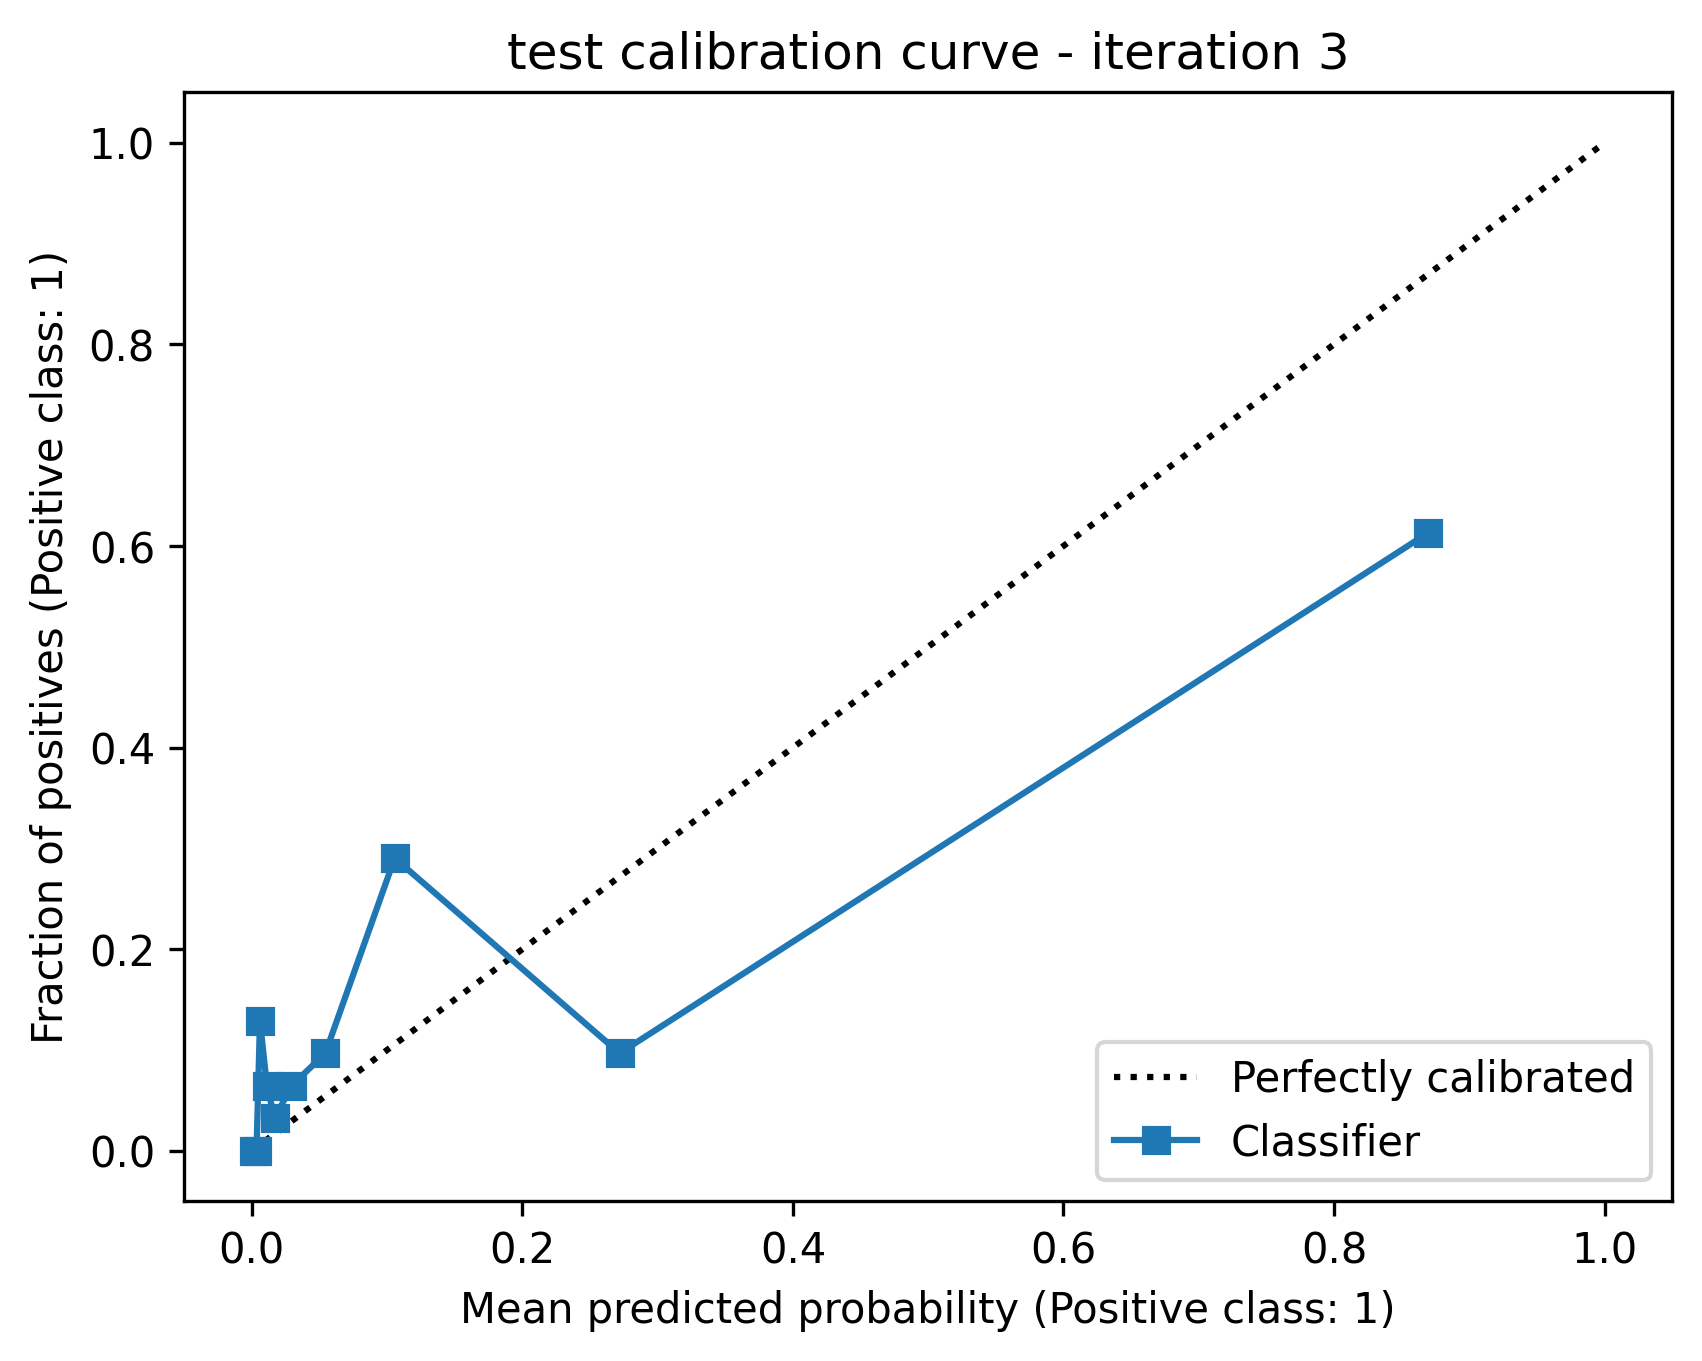 test calibration curve - iteration 3
Fraction of positives (Positive class: 1)
1.0
0.8
0.6
0.4
0.2
0.0
Perfectly calibrated
Classifier
0.0 0.2 0.4 0.6 0.8 1.0
Mean predicted probability (Positive class: 1)